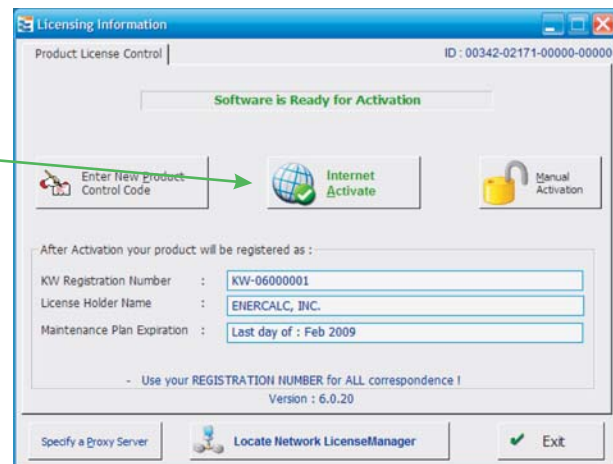 Licensing Information
Product License Control
ID : 00342-02171-00000-00000
Software is Ready for Activation
Enter New Product
Control Code
Internet
Activate
Manual
Activation
After Activation your product will be registered as :
KW Registration Number : KW-06000001
License Holder Name : ENERCALC, INC.
Maintenance Plan Expiration : Last day of : Feb 2009
- Use your REGISTRATION NUMBER for ALL correspondence !
Version : 6.0.20
Specify a Proxy Server
Locate Network LicenseManager
Exit